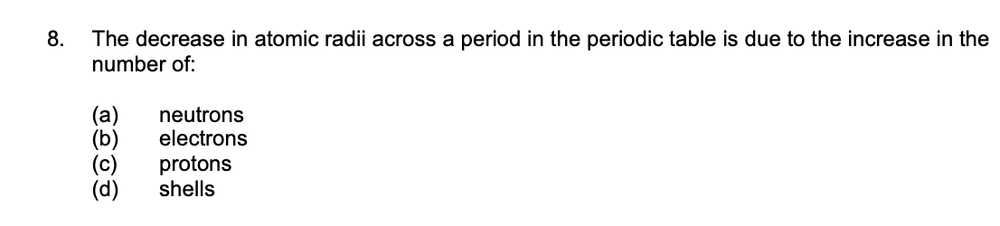 8. The decrease in atomic radii across a period in the periodic table is due to the increase in the
number of:
(a) neutrons
(b) electrons
(c) protons
(d) shells